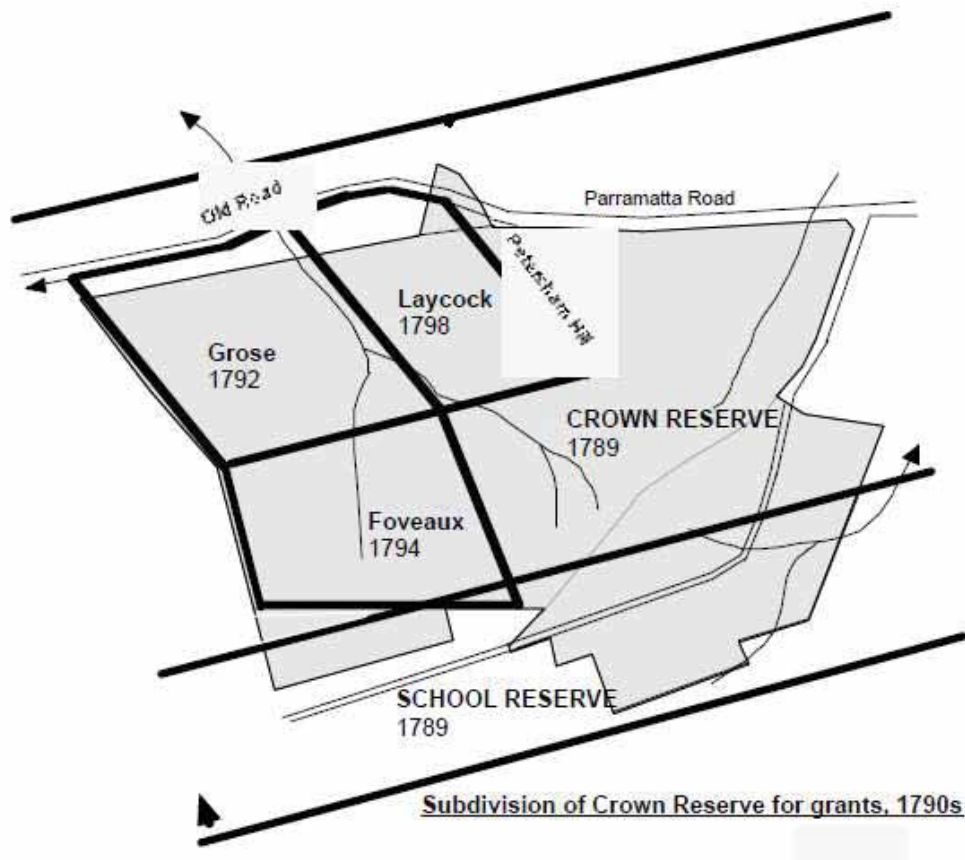 Old Road
Parramatta Road
Petersham Hill
Laycock
1798
Grose
1792
CROWN RESERVE
1789
Foveaux
1794
SCHOOL RESERVE
1789
Subdivision of Crown Reserve for grants, 1790s